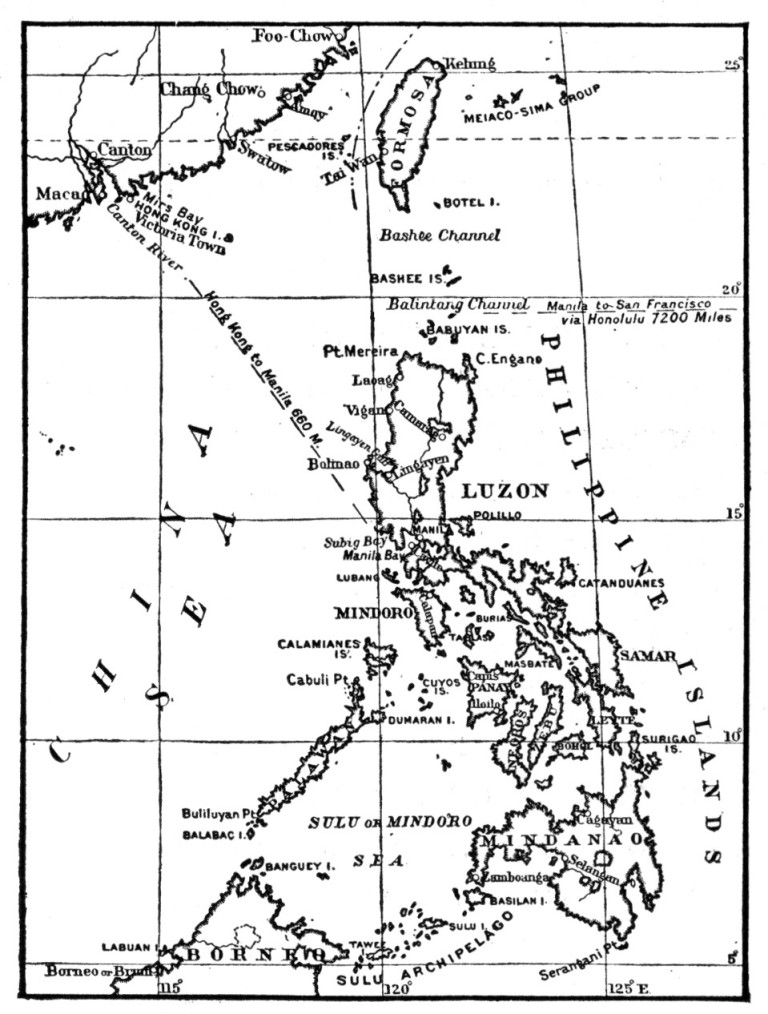 Foo-Chow
Kelung
25°
Chang Chow
Amoy
FORMOSA
MEIACO-SIMA GROUP
Canton
Swatow
PESCADORES
IS.
Tai Wan
Macao
Mirs Bay
HONG KONG I.
Victoria Town
Canton River
BOTEL I.
Bashee Channel
BASHEE IS.
20°
Balintang Channel
Manila to San Francisco
via Honolulu 7200 Miles
Hong Kong to Manila 660 M.
BABUYAN IS.
Pt. Mereira
C. Engano
Laoag
Vigan
Camarag
Lingayen Gulf
Bolinao
Lingayen
LUZON
PHILIPPINE ISLANDS
CHINA
SEA
15°
POLILLO
MANILA
Subig Bay
Manila Bay
LUBANG
CATANDUANES
MINDORO
Calapan
BURIAS
TABLAS
CALAMIANES
IS.
MASBATE
SAMAR
Cabuli Pt.
CUYOS
IS.
Capis
PANAY
Iloilo
DUMARAN I.
LEYTE
NEGROS
CEBU
BOHOL
SURIGAO
IS.
10°
PALAWAN
Buliluyan Pt.
BALABAC I.
SULU OR MINDORO
SEA
Cagayan
MINDANAO
Selangan
BANGUEY I.
Zamboanga
BASILAN I.
SULU I.
LABUAN I.
BORNEO
TAWEE
SULU ARCHIPELAGO
Serangani Pt.
Borneo or Bruni
5°
115°
120°
125° E.